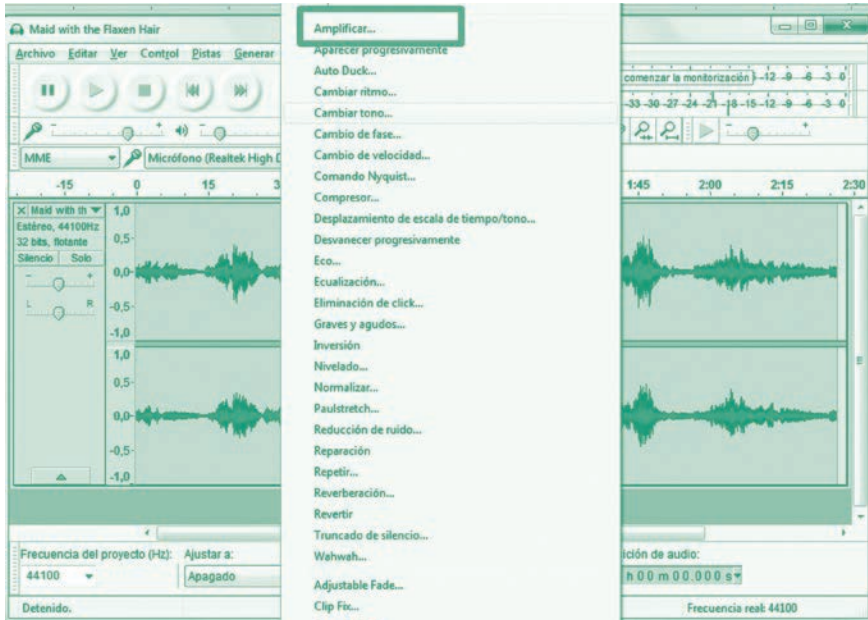 Maid with the Flaxen Hair
Archivo Editar Ver Control Pistas Generar
comenzar la monitorización -12 -9 -6 -3 0
-33 -30 -27 -24 -21 -18 -15 -12 -9 -6 -3 0
MME
Micrófono (Realtek High D
-15 0 15 3
1:45 2:00 2:15 2:30
Maid with th
Estéreo, 44100Hz
32 bits, flotante
Silencio Solo
- +
L R
1,0
0,5-
0,0-
-0,5-
-1,0
1,0
0,5-
0,0-
-0,5-
-1,0
Amplificar...
Aparecer progresivamente
Auto Duck...
Cambiar ritmo...
Cambiar tono...
Cambio de fase...
Cambio de velocidad...
Comando Nyquist...
Compresor...
Desplazamiento de escala de tiempo/tono...
Desvanecer progresivamente
Eco...
Ecualización...
Eliminación de click...
Graves y agudos...
Inversión
Nivelado...
Normalizar...
Paulstretch...
Reducción de ruido...
Reparación
Repetir...
Reverberación...
Revertir
Truncado de silencio...
Wahwah...
Adjustable Fade...
Clip Fix...
Frecuencia del proyecto (Hz): Ajustar a:
44100 Apagado
ición de audio:
h 0 0 m 0 0 . 0 0 0 s
Detenido.
Frecuencia real: 44100